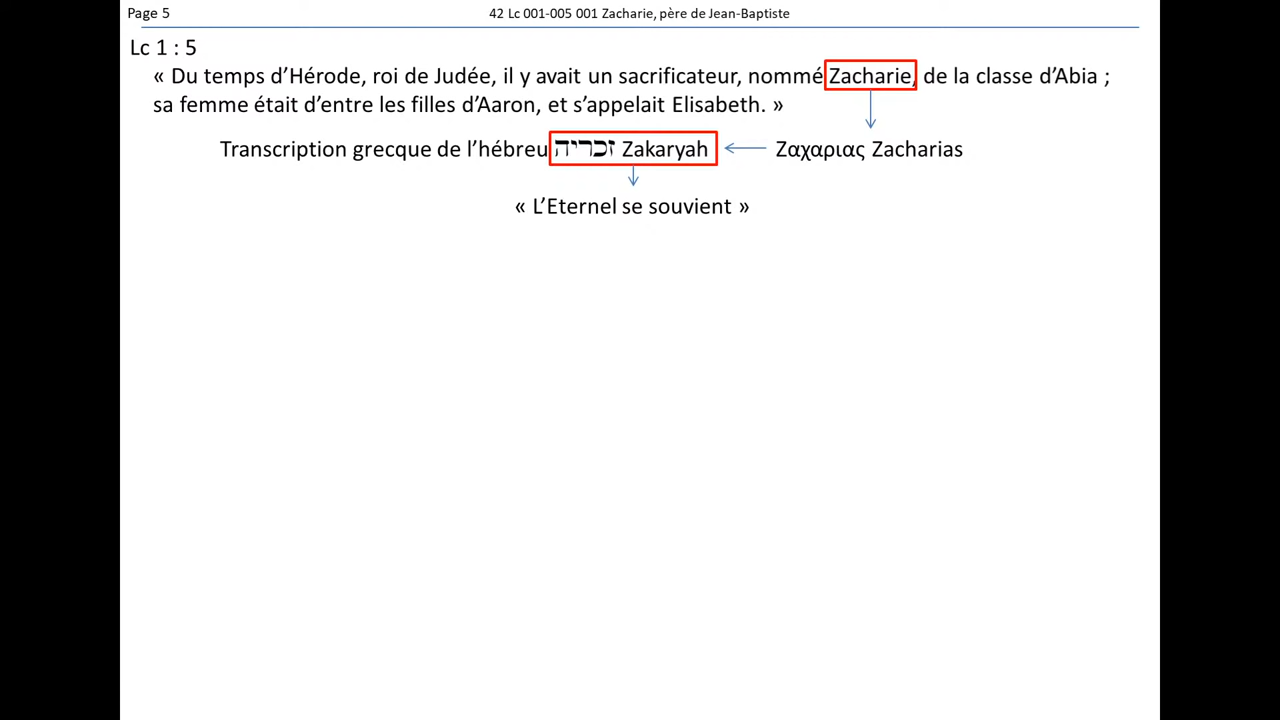 Page 5
42 Lc 001-005 001 Zacharie, père de Jean-Baptiste
Lc 1 : 5
« Du temps d’Hérode, roi de Judée, il y avait un sacrificateur, nommé Zacharie, de la classe d’Abia ;
sa femme était d’entre les filles d’Aaron, et s’appelait Elisabeth. »
Transcription grecque de l’hébreu זכריה Zakaryah Ζαχαριας Zacharias
« L’Eternel se souvient »